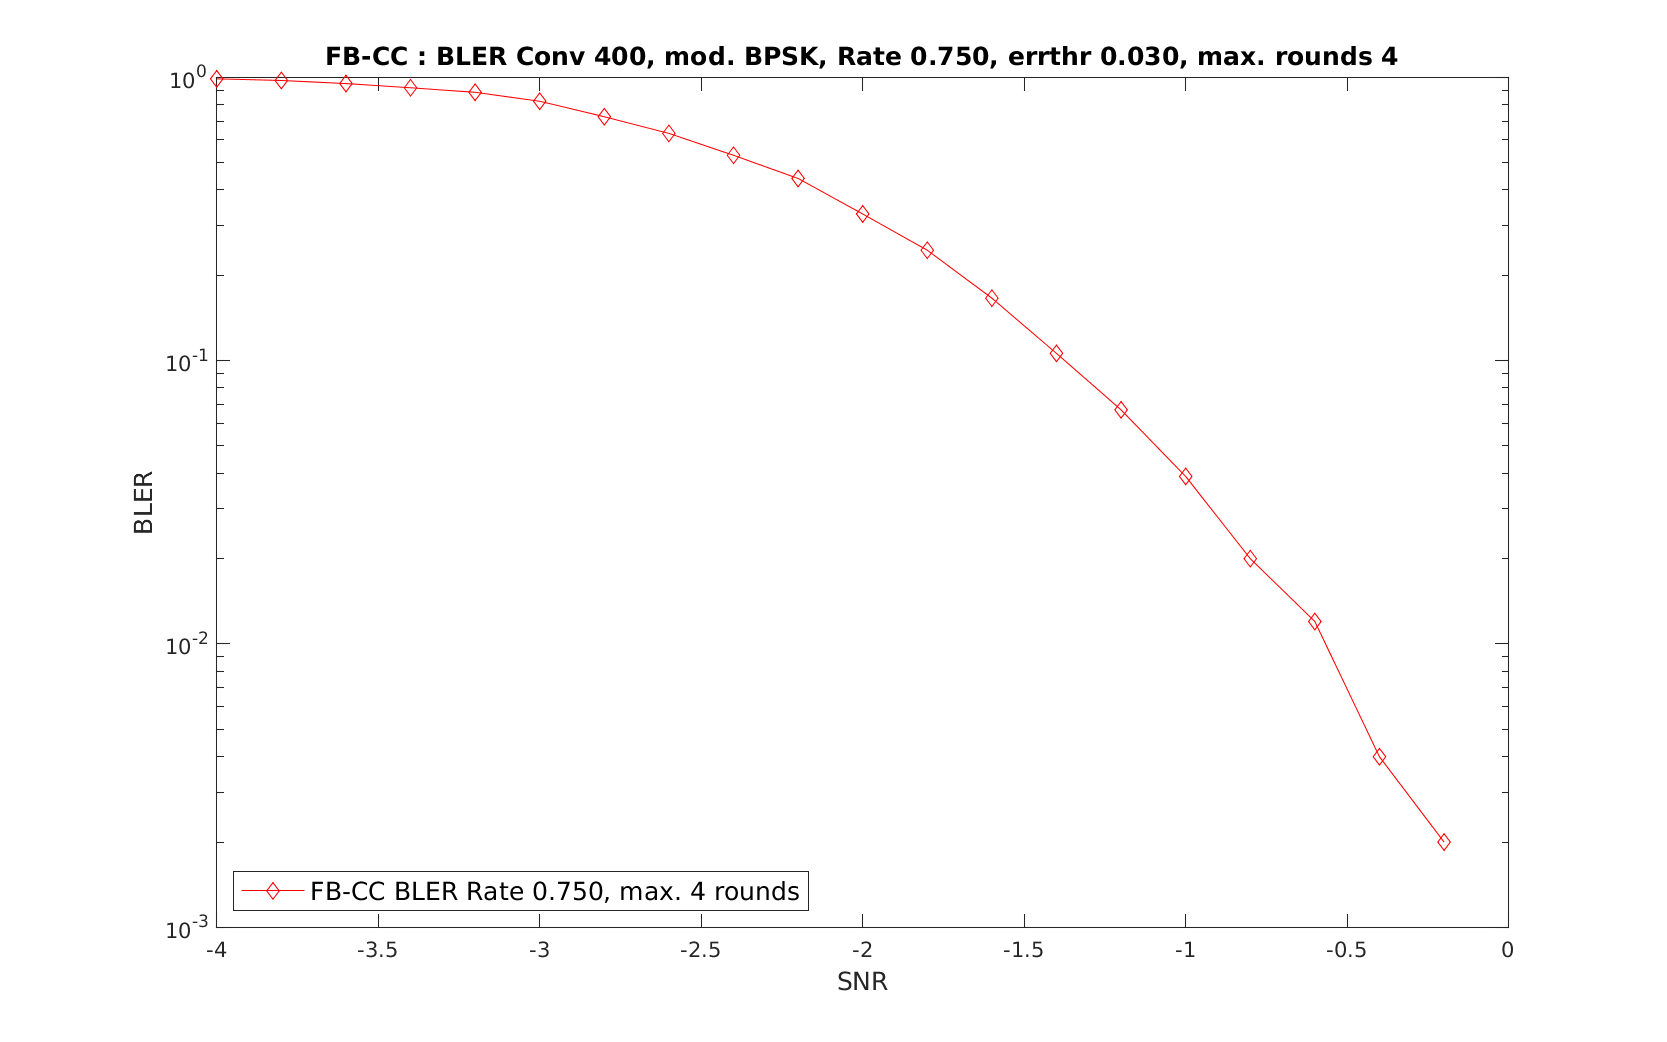 FB-CC : BLER Conv 400, mod. BPSK, Rate 0.750, errthr 0.030, max. rounds 4
10^0
10^-1
10^-2
10^-3
BLER
FB-CC BLER Rate 0.750, max. 4 rounds
-4 -3.5 -3 -2.5 -2 -1.5 -1 -0.5 0
SNR